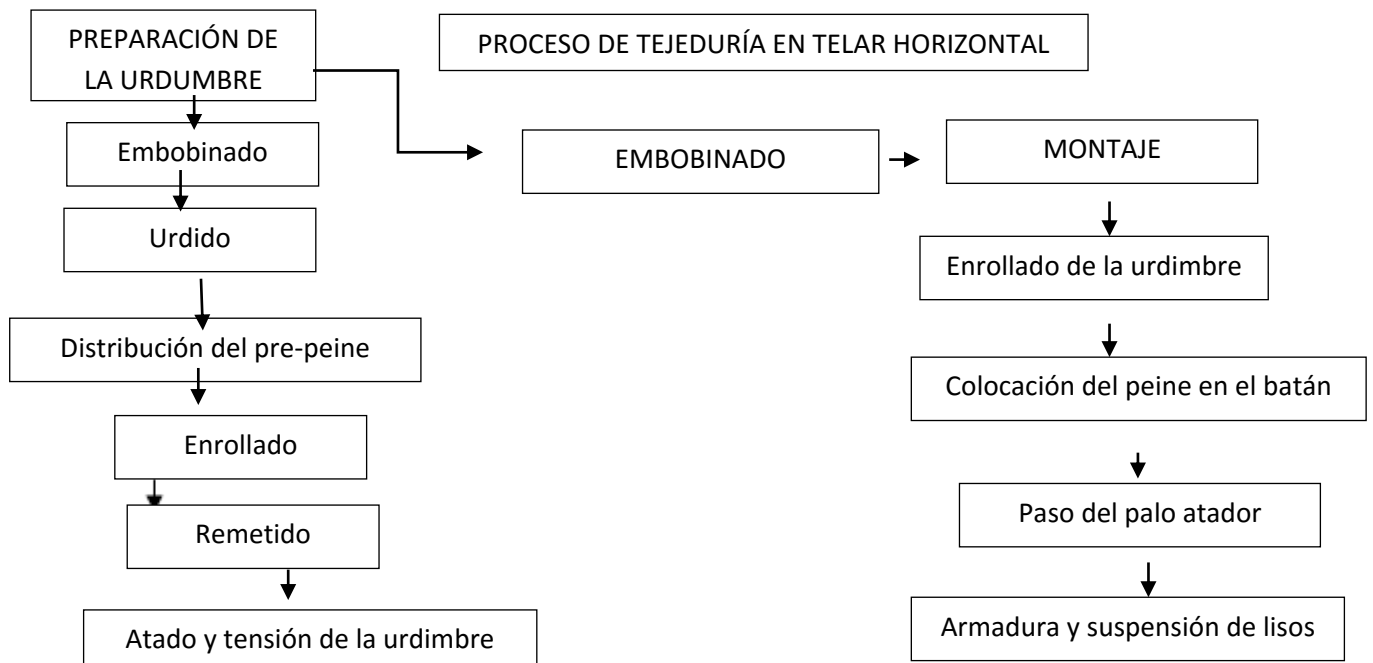 PREPARACIÓN DE
LA URDUMBRE
PROCESO DE TEJEDURÍA EN TELAR HORIZONTAL
Embobinado
Urdido
Distribución del pre-peine
Enrollado
Remetido
Atado y tensión de la urdimbre
EMBOBINADO
MONTAJE
Enrollado de la urdimbre
Colocación del peine en el batán
Paso del palo atador
Armadura y suspensión de lisos